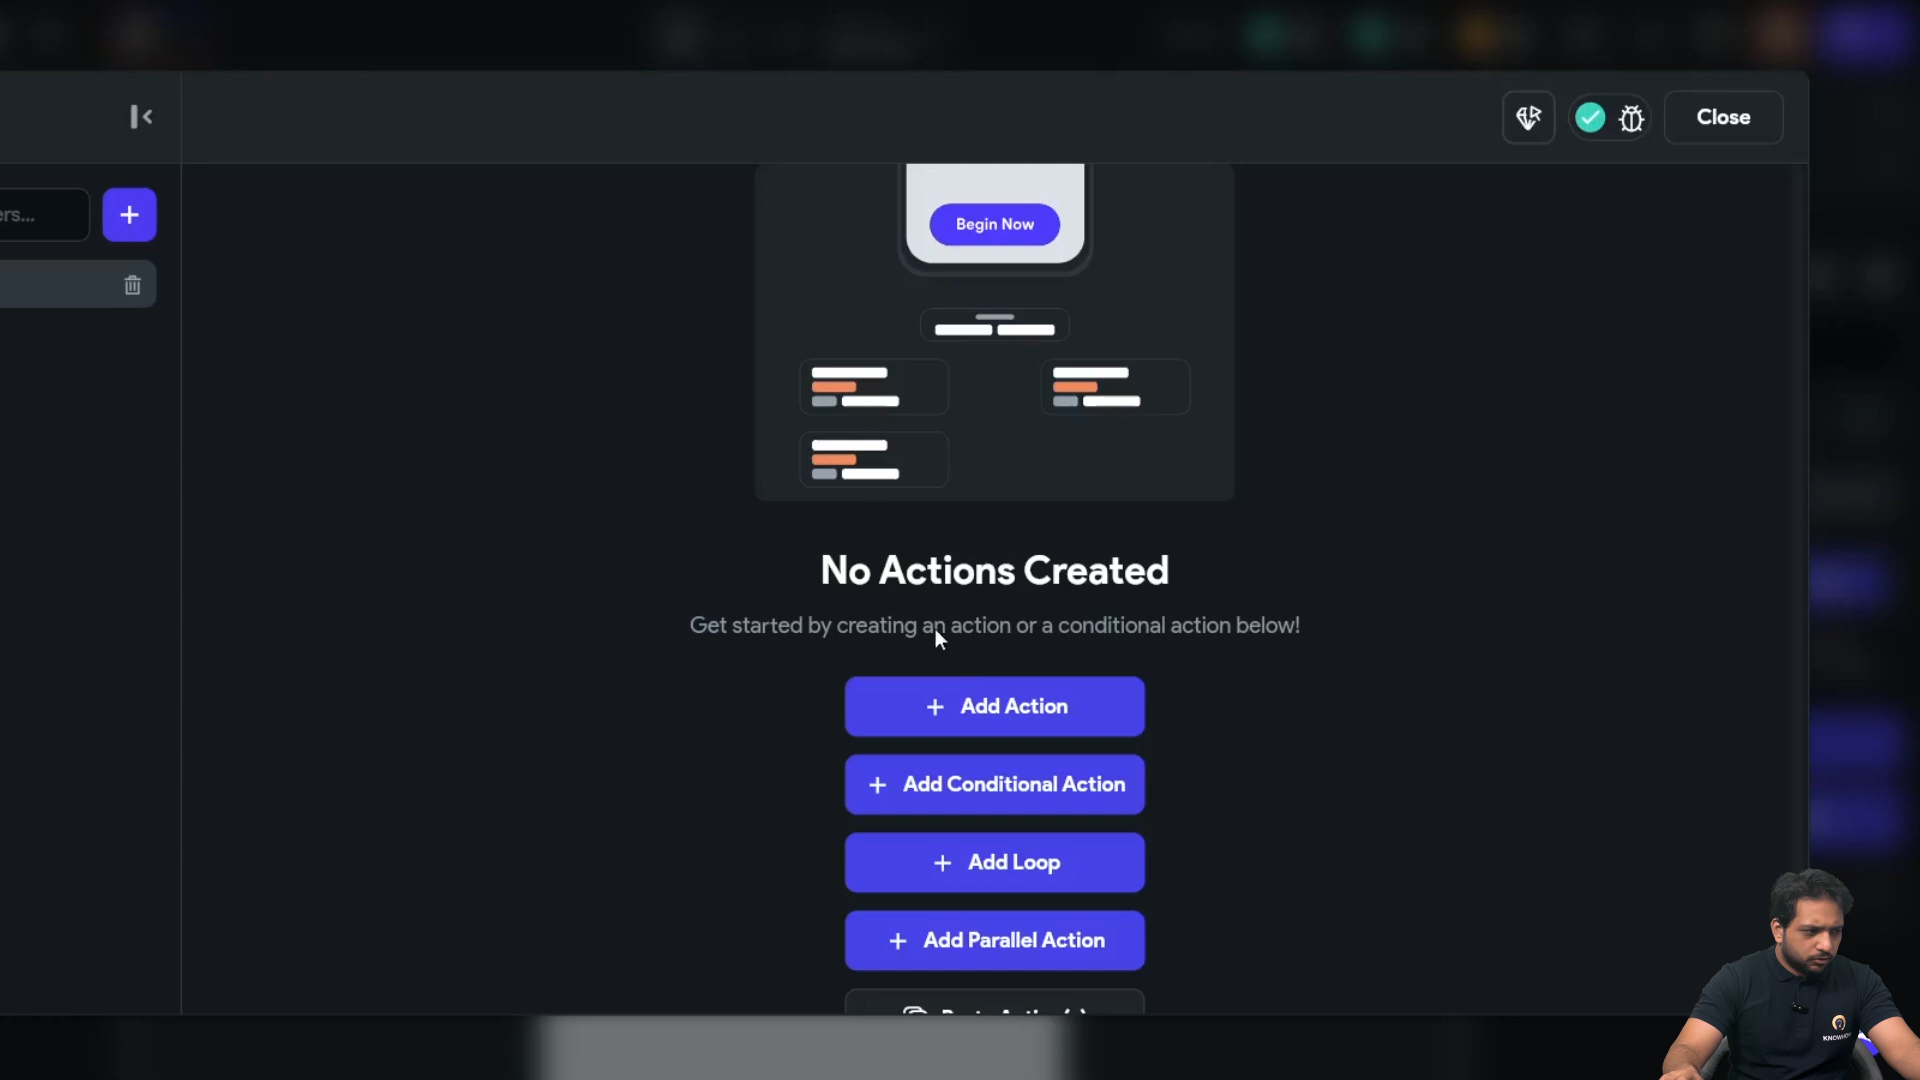 Close
ers...
Begin Now
No Actions Created
Get started by creating an action or a conditional action below!
+ Add Action
+ Add Conditional Action
+ Add Loop
+ Add Parallel Action